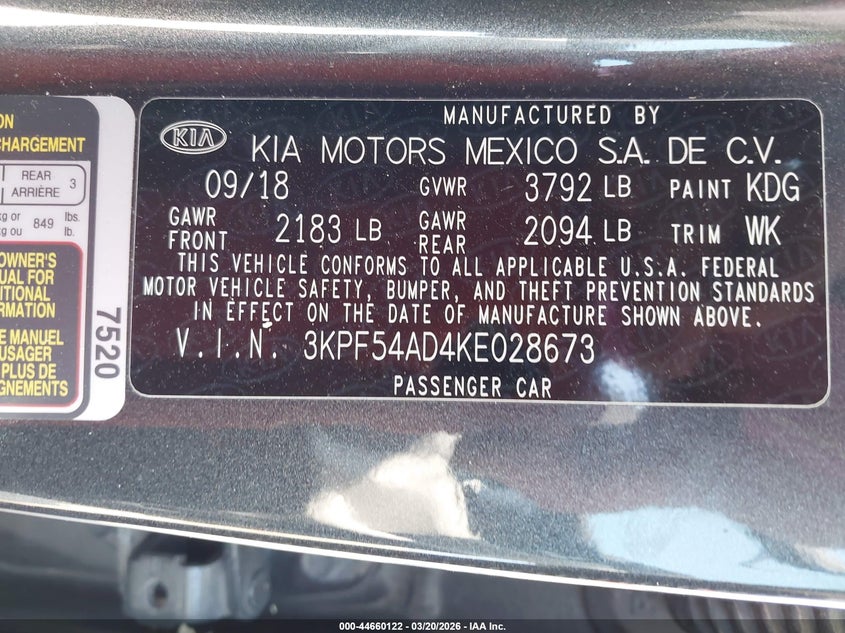 ON
CHARGEMENT
REAR 3
ARRIÈRE
kg or 849 lbs.
kg ou lb.
OWNER'S
UAL FOR
ITIONAL
RMATION
E MANUEL
USAGER
PLUS DE
GNEMENTS
7520
MANUFACTURED BY
KIA KIA MOTORS MEXICO S.A. DE C.V.
09/18 GVWR 3792 LB PAINT KDG
GAWR FRONT 2183 LB GAWR REAR 2094 LB TRIM WK
THIS VEHICLE CONFORMS TO ALL APPLICABLE U.S.A. FEDERAL
MOTOR VEHICLE SAFETY, BUMPER, AND THEFT PREVENTION STANDARDS
IN EFFECT ON THE DATE OF MANUFACTURE SHOWN ABOVE.
V.I.N. 3KPF54AD4KE028673
PASSENGER CAR
000-44660122 — 03/20/2026 — IAA Inc.